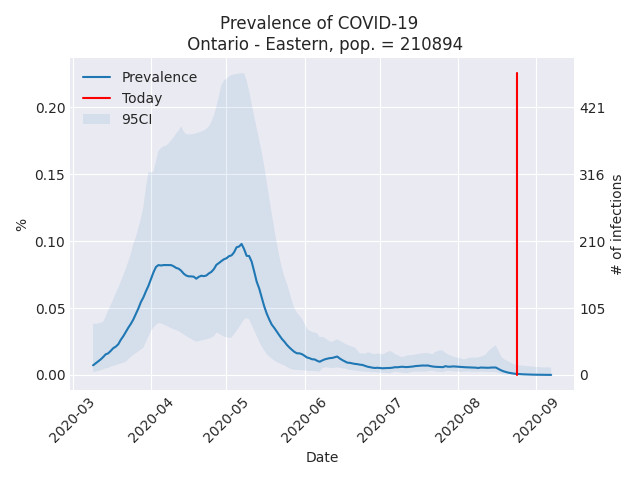 Prevalence of COVID-19
Ontario - Eastern, pop. = 210894
Prevalence
Today
95CI
0.20
0.15
0.10
0.05
0.00
%
421
316
210
105
0
# of infections
2020-03
2020-04
2020-05
2020-06
2020-07
2020-08
2020-09
Date